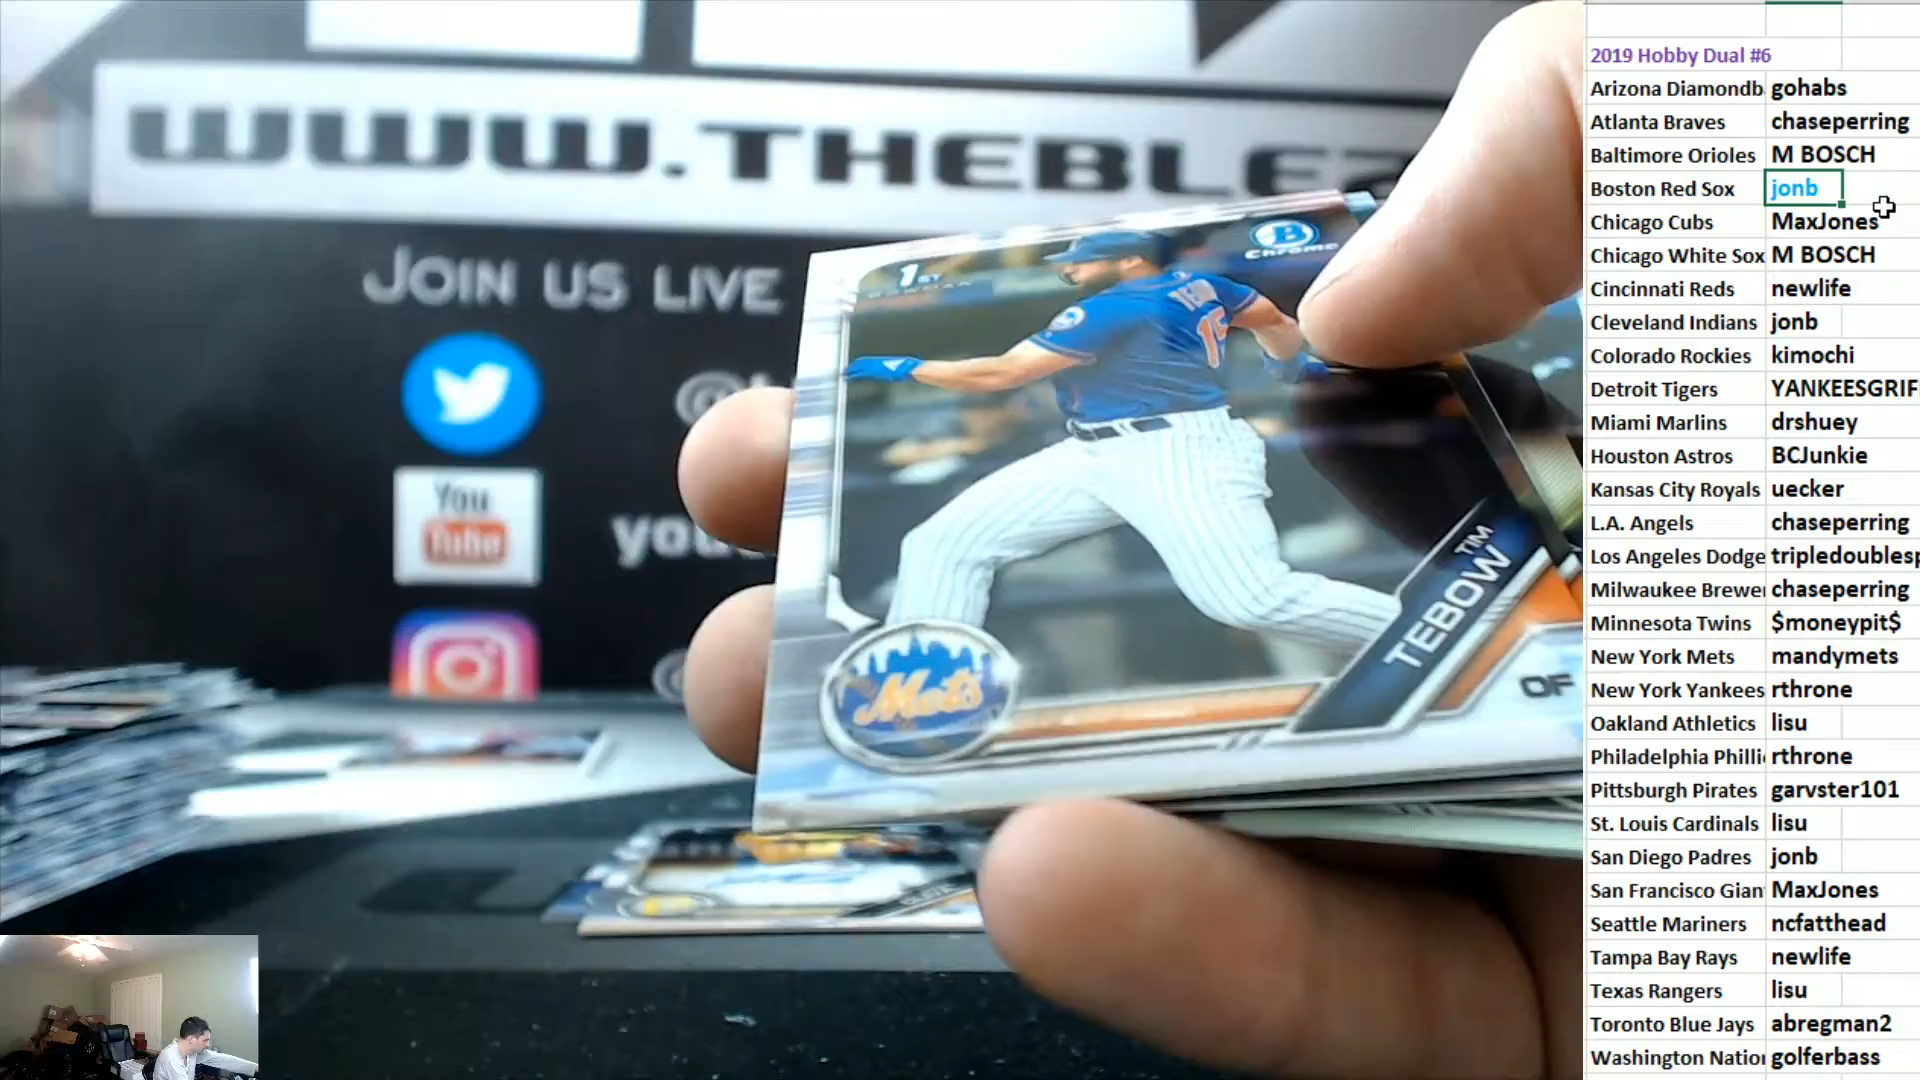 WWW.THEBLEZ
JOIN US LIVE
You
Tube
you
1ST
BOWMAN
B
Chrome
15
TIM
TEBOW
OF
Mets
2019 Hobby Dual #6
Arizona Diamondb gohabs
Atlanta Braves chaseperring
Baltimore Orioles M BOSCH
Boston Red Sox jonb
Chicago Cubs MaxJones
Chicago White Sox M BOSCH
Cincinnati Reds newlife
Cleveland Indians jonb
Colorado Rockies kimochi
Detroit Tigers YANKEESGRIF
Miami Marlins drshuey
Houston Astros BCJunkie
Kansas City Royals uecker
L.A. Angels chaseperring
Los Angeles Dodge tripledoublesp
Milwaukee Brewer chaseperring
Minnesota Twins $moneypit$
New York Mets mandymets
New York Yankees rthrone
Oakland Athletics lisu
Philadelphia Philli rthrone
Pittsburgh Pirates garvster101
St. Louis Cardinals lisu
San Diego Padres jonb
San Francisco Gian MaxJones
Seattle Mariners ncfatthead
Tampa Bay Rays newlife
Texas Rangers lisu
Toronto Blue Jays abregman2
Washington Natio golferbass